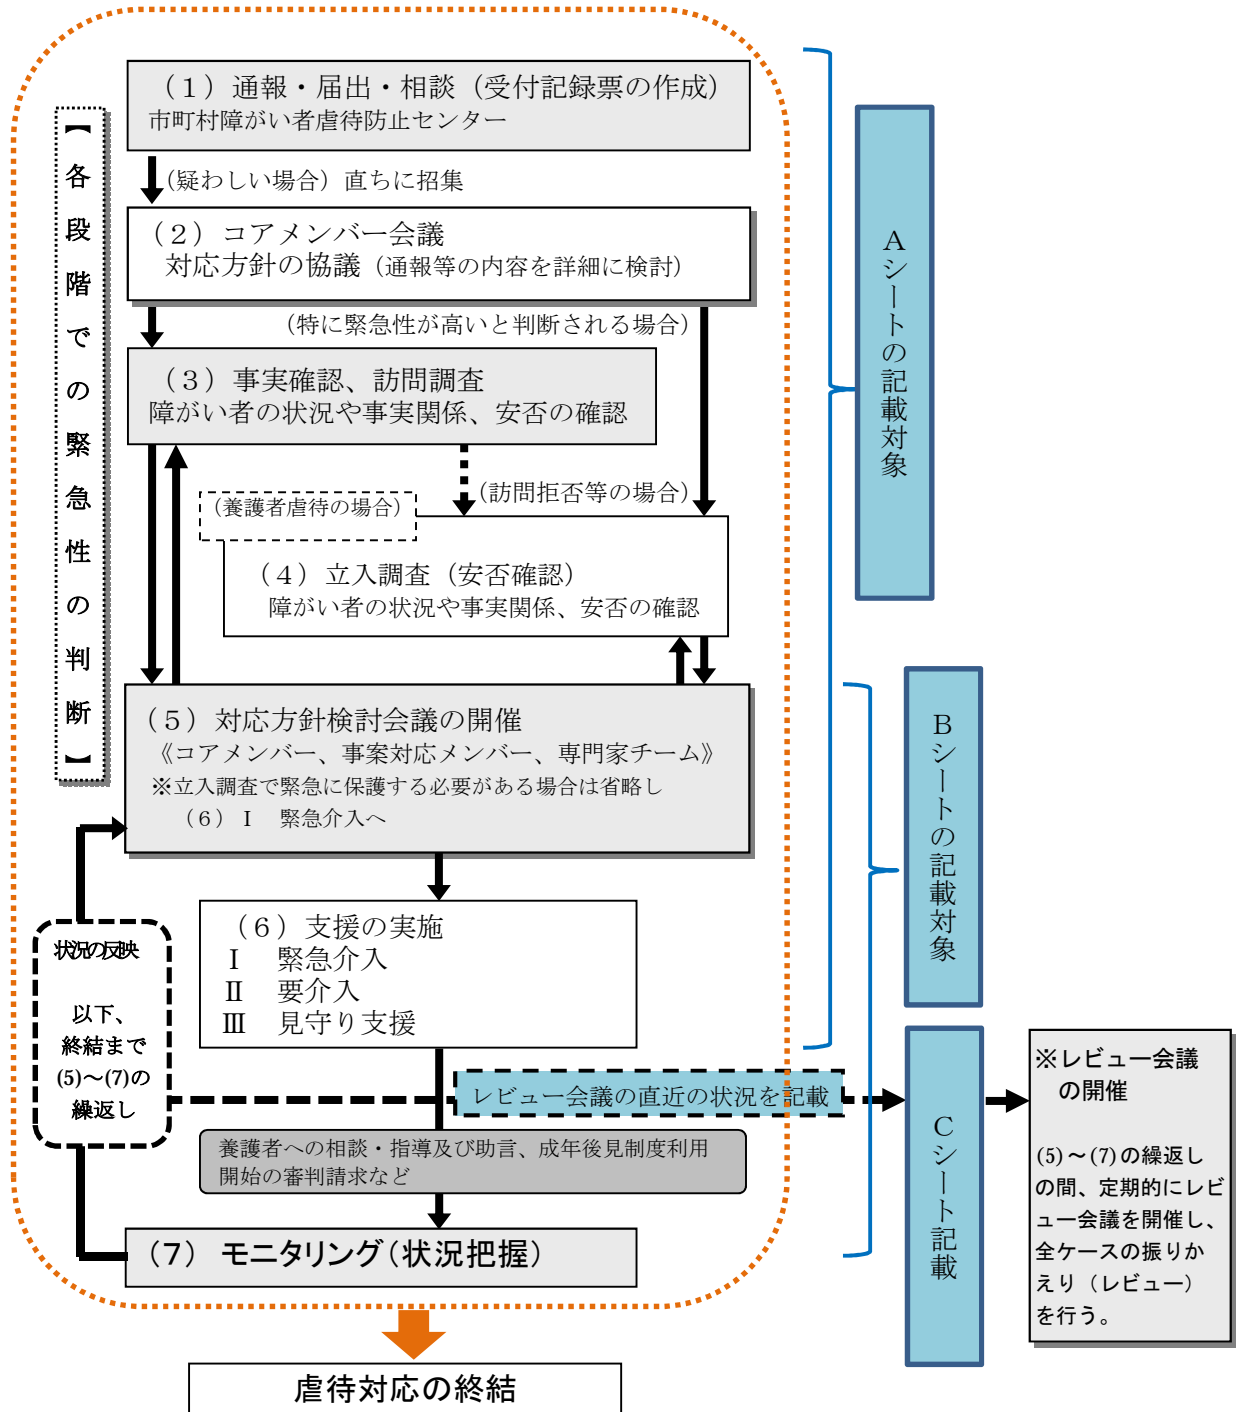 （１）通報・届出・相談（受付記録票の作成）
市町村障がい者虐待防止センター
【各段階での緊急性の判断】
（疑わしい場合）直ちに招集
（２）コアメンバー会議
対応方針の協議（通報等の内容を詳細に検討）
（特に緊急性が高いと判断される場合）
（３）事実確認、訪問調査
障がい者の状況や事実関係、安否の確認
（訪問拒否等の場合）
（養護者虐待の場合）
（４）立入調査（安否確認）
障がい者の状況や事実関係、安否の確認
（５）対応方針検討会議の開催
《コアメンバー、事案対応メンバー、専門家チーム》
※立入調査で緊急に保護する必要がある場合は省略し
（６）Ⅰ　緊急介入へ
（６）支援の実施
Ⅰ　緊急介入
Ⅱ　要介入
Ⅲ　見守り支援
状況の反映
以下、
終結まで
(5)～(7)の
繰返し
レビュー会議の直近の状況を記載
養護者への相談・指導及び助言、成年後見制度利用
開始の審判請求など
（７）モニタリング（状況把握）
虐待対応の終結
Ａシートの記載対象
Ｂシートの記載対象
Ｃシート記載
※レビュー会議
の開催
(5)～(7)の繰返し
の間、定期的にレビ
ュー会議を開催し、
全ケースの振りか
えり（レビュー）
を行う。